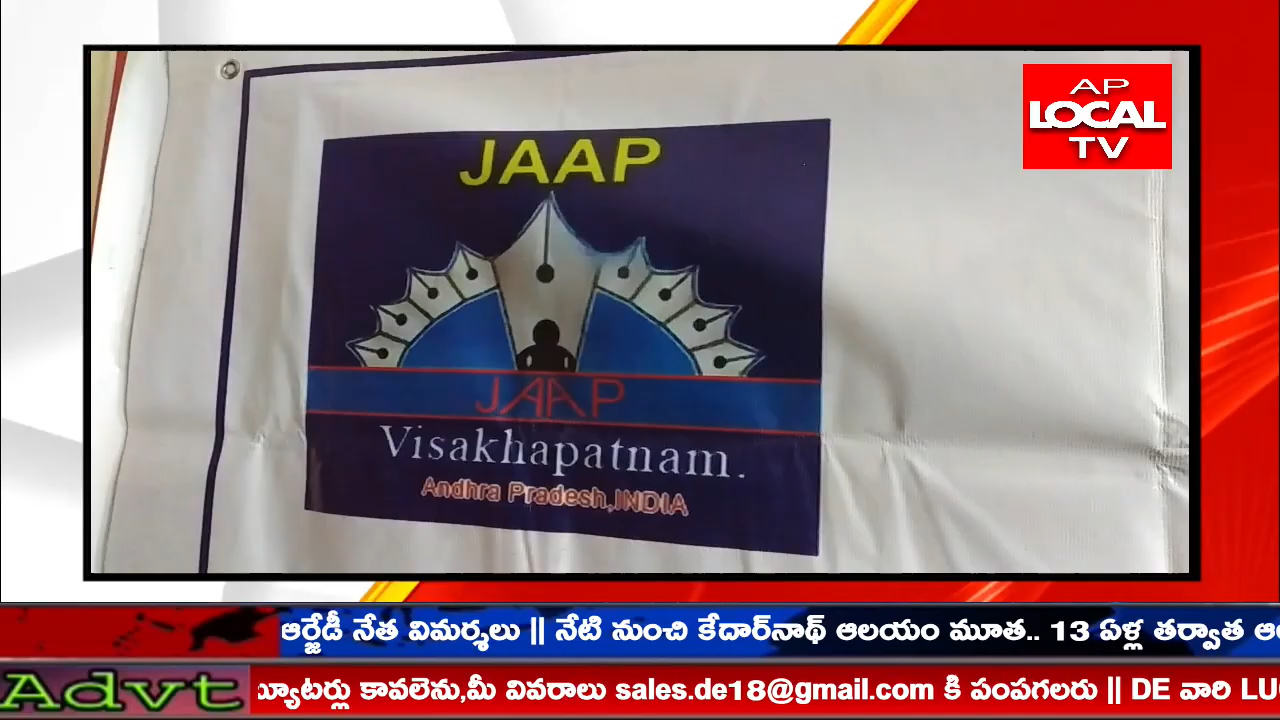 AP
LOCAL
TV
JAAP
JAAP
Visakhapatnam.
Andhra Pradesh,INDIA
ఆర్జేడీ నేత విమర్శలు || నేటి నుంచి కేదార్‌నాథ్ ఆలయం మూత.. 13 ఏళ్ల తర్వాత
Advt
కావలెను,మీ వివరాలు sales.de18@gmail.com కి పంపగలరు || DE వారి